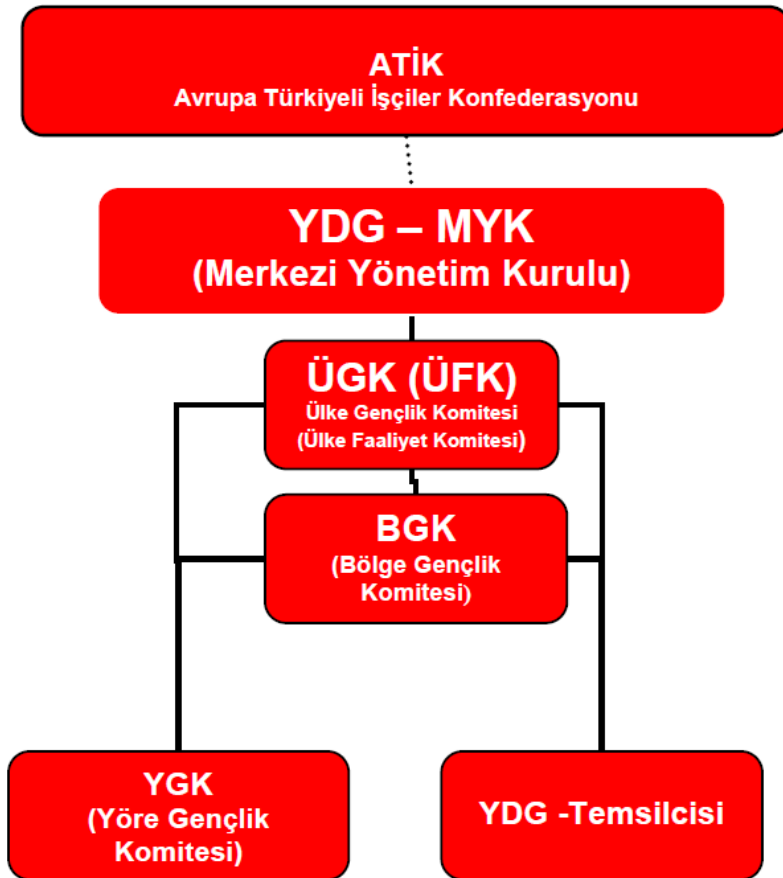 ATİK
Avrupa Türkiyeli İşçiler Konfederasyonu
YDG – MYK
(Merkezi Yönetim Kurulu)
ÜGK (ÜFK)
Ülke Gençlik Komitesi
(Ülke Faaliyet Komitesi)
BGK
(Bölge Gençlik
Komitesi)
YGK
(Yöre Gençlik
Komitesi)
YDG -Temsilcisi